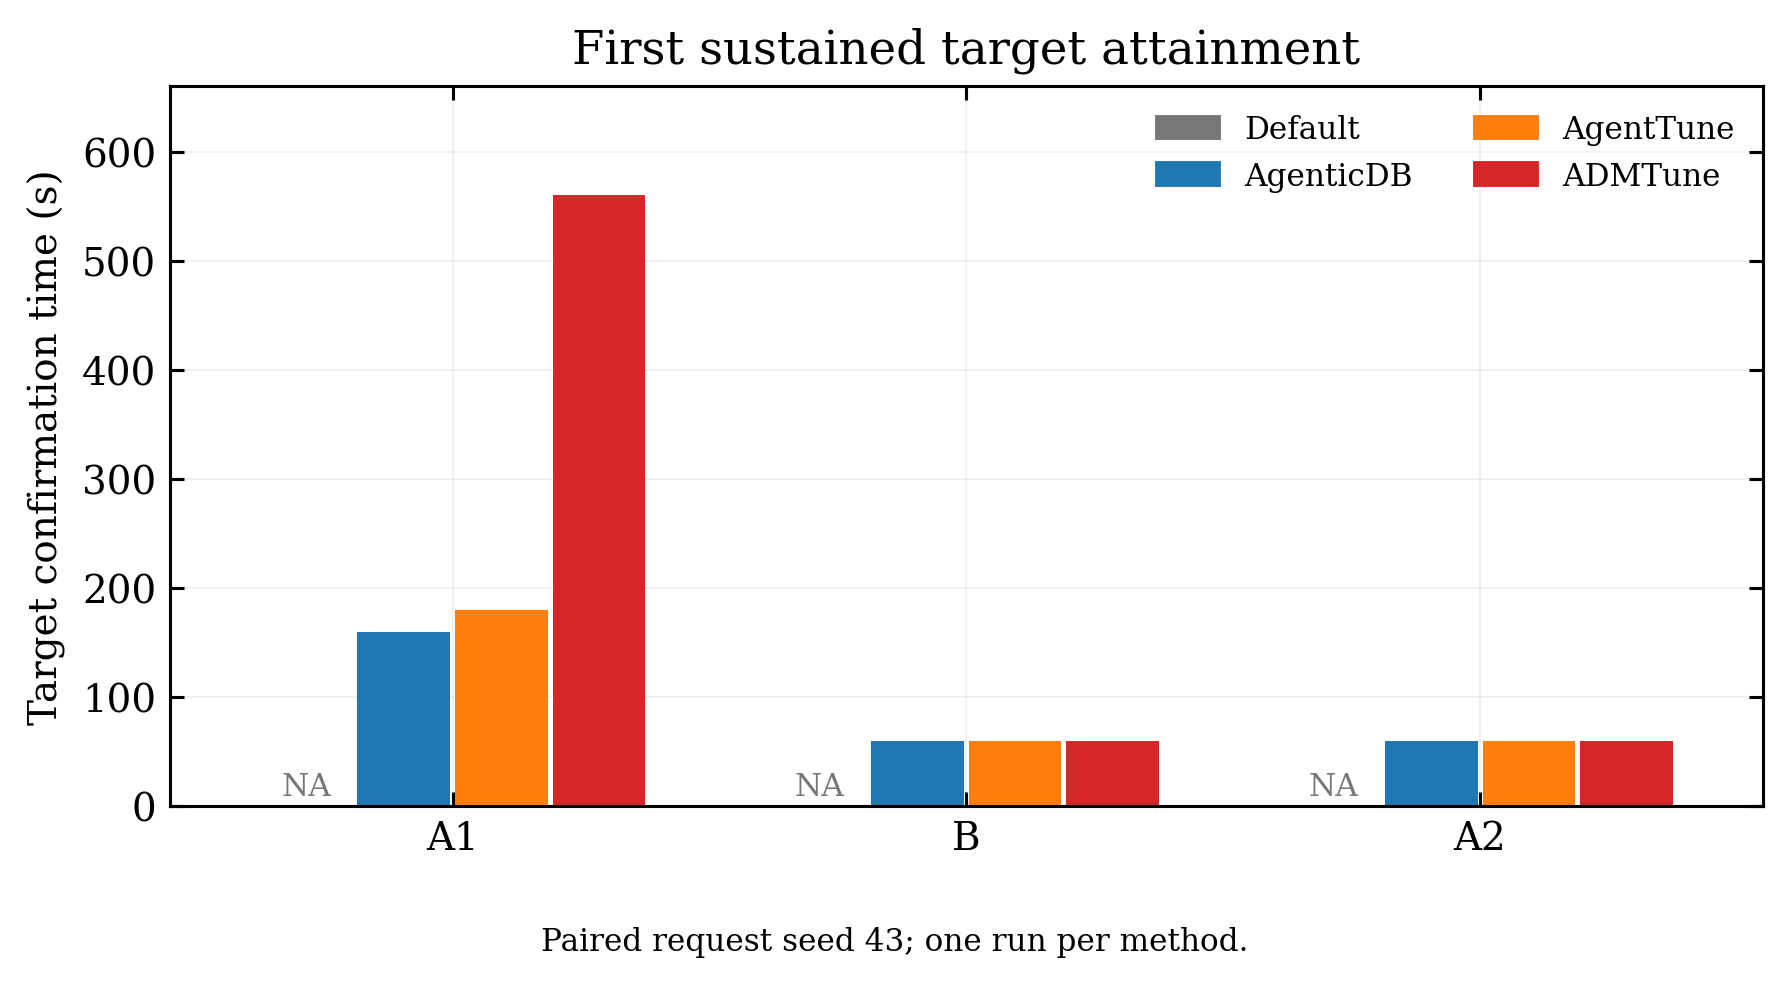 First sustained target attainment
Target confirmation time (s)
600
500
400
300
200
100
0
Default
AgenticDB
AgentTune
ADMTune
NA
NA
NA
A1
B
A2
Paired request seed 43; one run per method.